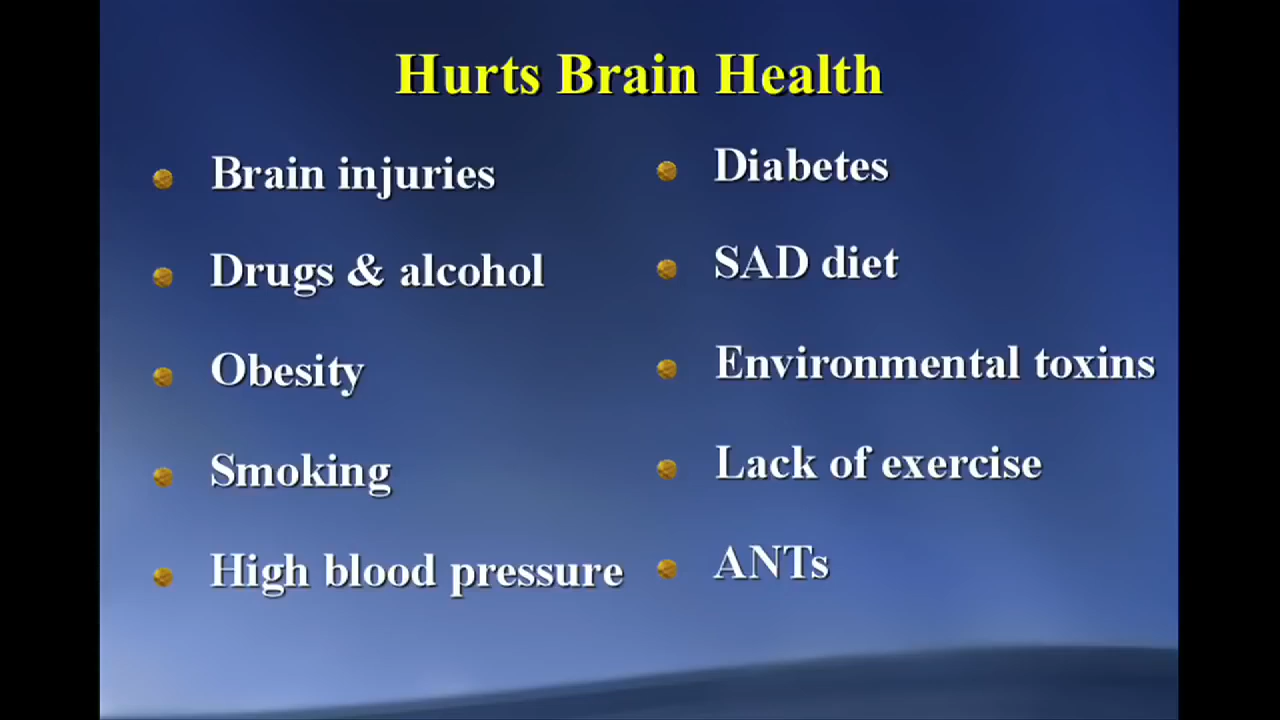 Hurts Brain Health
Brain injuries
Drugs & alcohol
Obesity
Smoking
High blood pressure
Diabetes
SAD diet
Environmental toxins
Lack of exercise
ANTs